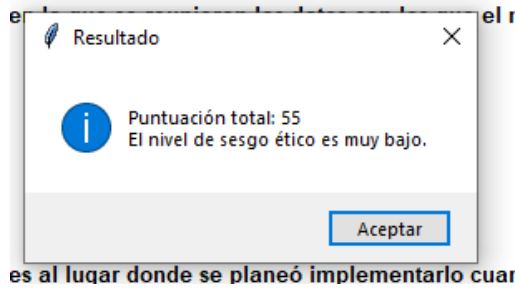 Resultado
Puntuación total: 55
El nivel de sesgo ético es muy bajo.
Aceptar
es al lugar donde se planeó implementarlo cuan